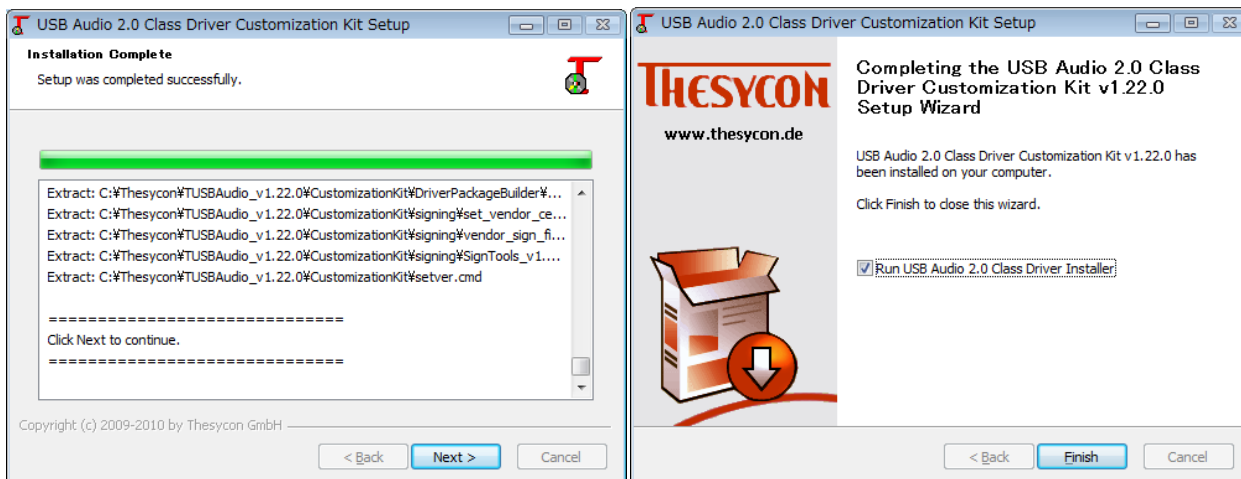 USB Audio 2.0 Class Driver Customization Kit Setup
Installation Complete
Setup was completed successfully.
Extract: C:¥Thesycon¥TUSBAudio_v1.22.0¥CustomizationKit¥DriverPackageBuilder¥...
Extract: C:¥Thesycon¥TUSBAudio_v1.22.0¥CustomizationKit¥signing¥set_vendor_ce...
Extract: C:¥Thesycon¥TUSBAudio_v1.22.0¥CustomizationKit¥signing¥vendor_sign_fi...
Extract: C:¥Thesycon¥TUSBAudio_v1.22.0¥CustomizationKit¥signing¥SignTools_v1....
Extract: C:¥Thesycon¥TUSBAudio_v1.22.0¥CustomizationKit¥setver.cmd
==============================
Click Next to continue.
==============================
Copyright (c) 2009-2010 by Thesycon GmbH
< Back
Next >
Cancel
USB Audio 2.0 Class Driver Customization Kit Setup
THESYCON
www.thesycon.de
Completing the USB Audio 2.0 Class
Driver Customization Kit v1.22.0
Setup Wizard
USB Audio 2.0 Class Driver Customization Kit v1.22.0 has
been installed on your computer.
Click Finish to close this wizard.
Run USB Audio 2.0 Class Driver Installer
< Back
Finish
Cancel